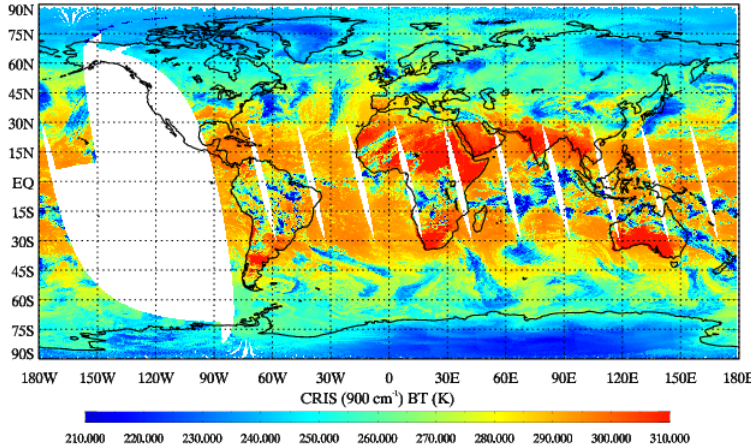 90N
75N
60N
45N
30N
15N
EQ
15S
30S
45S
60S
75S
90S
180W 150W 120W 90W 60W 30W 0 30E 60E 90E 120E 150E 180E
CRIS (900 cm⁻¹) BT (K)
210.000 220.000 230.000 240.000 250.000 260.000 270.000 280.000 290.000 300.000 310.000